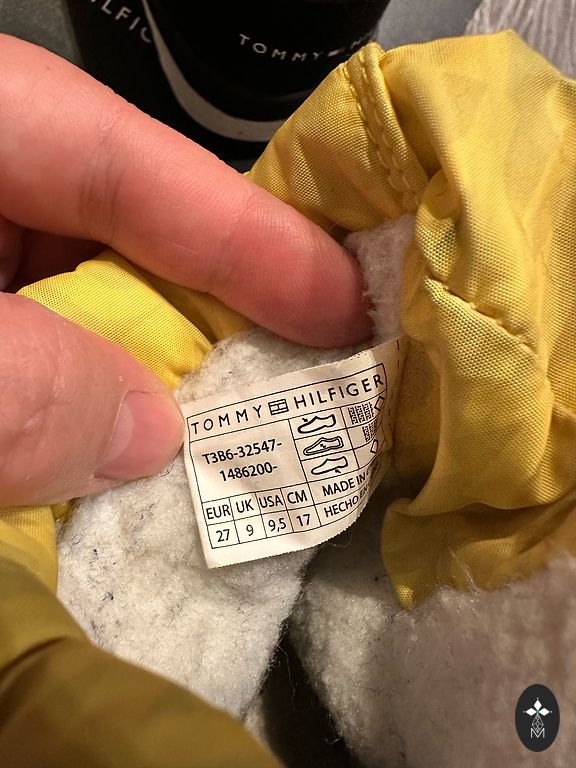 HILFIG
TOMMY
TOMMY HILFIGER
T3B6-32547-
1486200-
EUR UK USA CM
27 9 9,5 17
MADE IN
HECHO
M